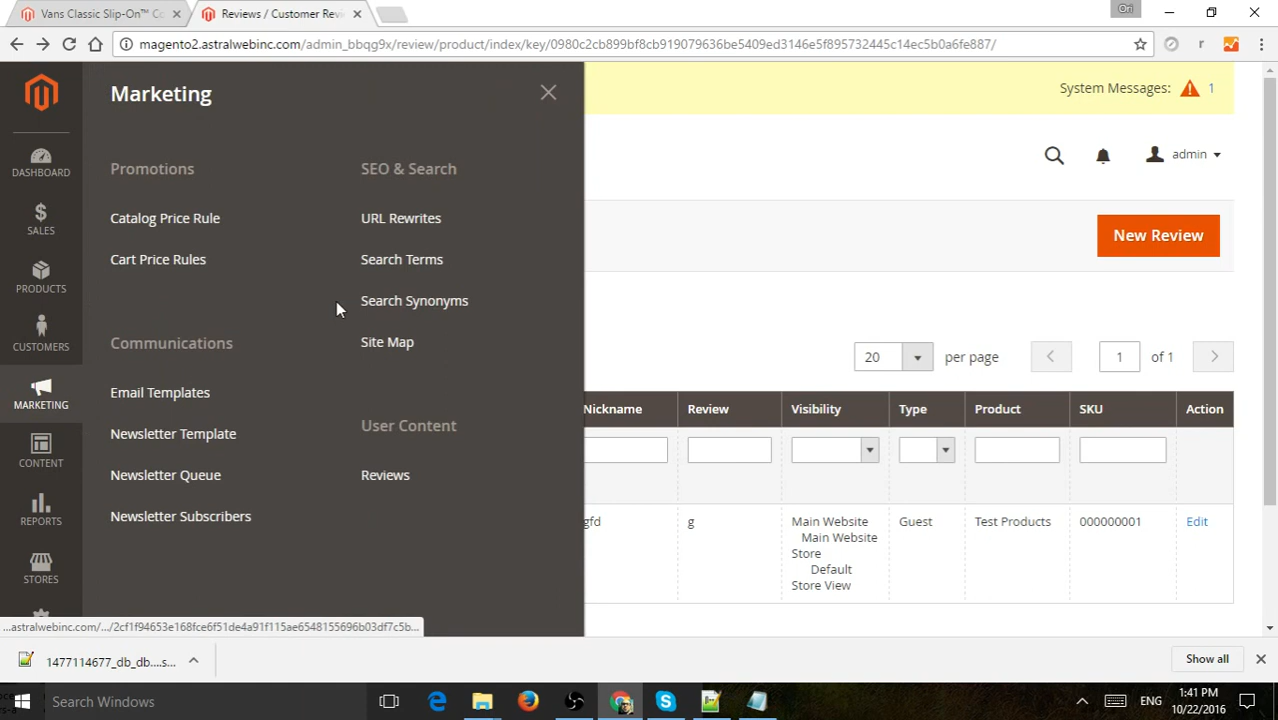 Vans Classic Slip-On™ Co
Reviews / Customer Rev
Ori
magento2.astralwebinc.com/admin_bbqg9x/review/product/index/key/0980c2cb899bf8cb919079636be5409ed3146e5f895732445c14ec5b0a6fe887/
Marketing
System Messages: 1
Promotions
SEO & Search
admin
DASHBOARD
Catalog Price Rule
URL Rewrites
SALES
New Review
Cart Price Rules
Search Terms
PRODUCTS
Search Synonyms
CUSTOMERS
Communications
Site Map
20 per page 1 of 1
MARKETING
Email Templates
Nickname Review Visibility Type Product SKU Action
User Content
Newsletter Template
CONTENT
Newsletter Queue
Reviews
REPORTS
Newsletter Subscribers
gfd g Main Website Guest Test Products 000000001 Edit
Main Website
Store
Default
Store View
STORES
...astralwebinc.com/.../2cf1f94653e168fce6f51de4a91f115ae6548155696b03df7c5b...
1477114677_db_db....s...
Show all
Search Windows
ENG
1:41 PM
10/22/2016